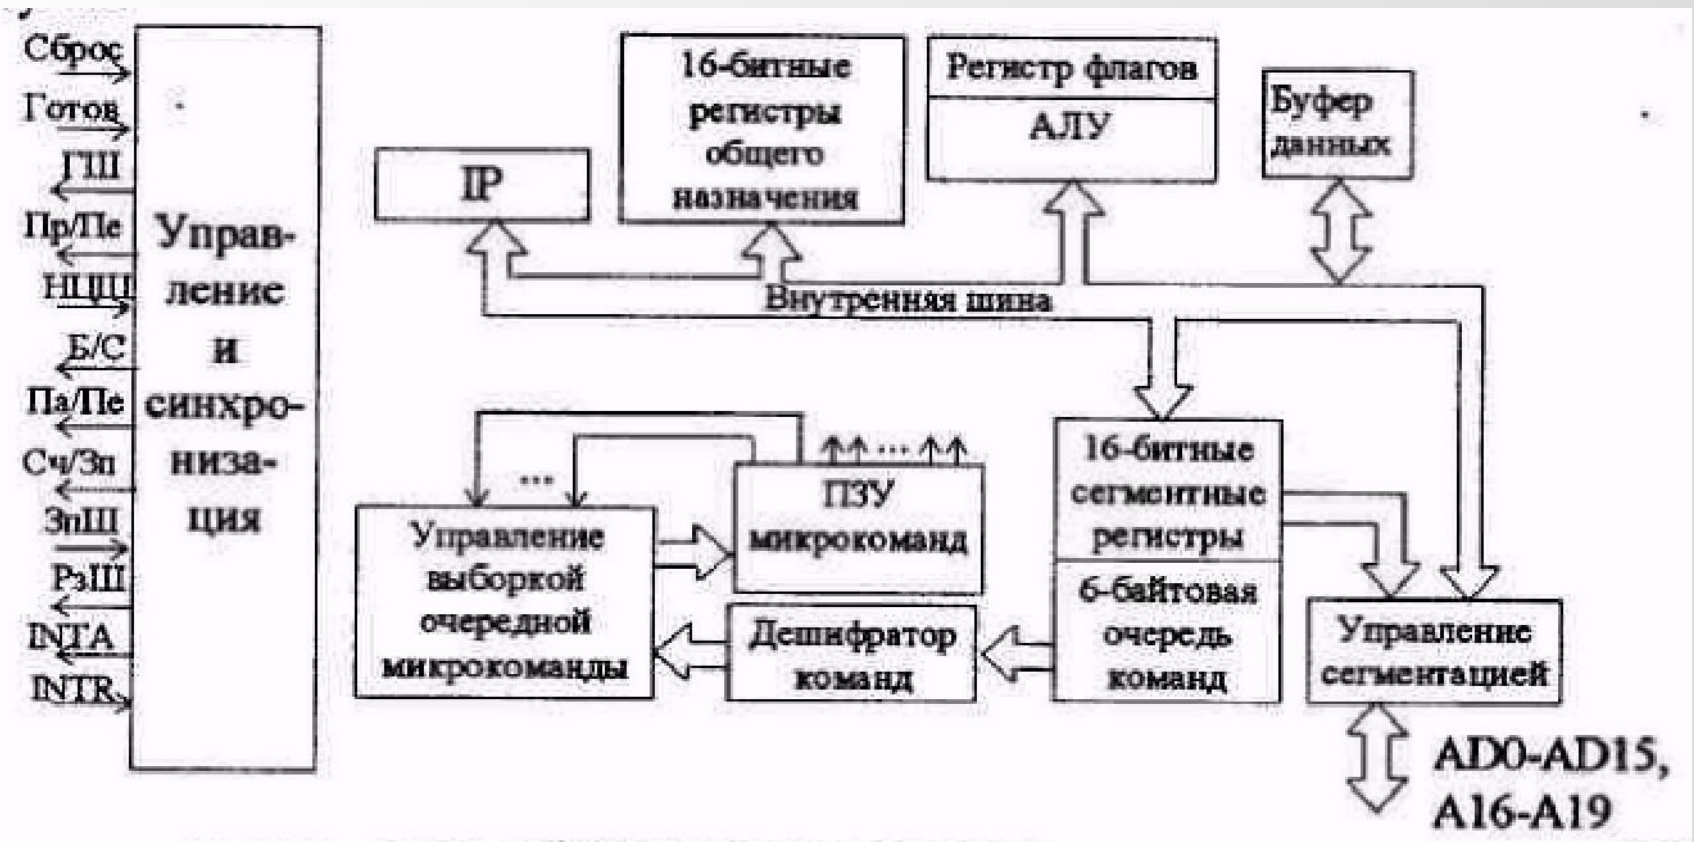 Сброс
Готов
ГШ
Пр/Пе
НЦШ
Б/С
Па/Пе
Сч/Зп
ЗпШ
РзШ
INTA
INTR
Управ-
ление
и
синхро-
низа-
ция
IP
16-битные
регистры
общего
назначения
Регистр флагов
АЛУ
Буфер
данных
Внутренняя шина
...
...
ПЗУ
микрокоманд
Управление
выборкой
очередной
микрокоманды
Дешифратор
команд
16-битные
сегментные
регистры
6-байтовая
очередь
команд
Управление
сегментацией
AD0-AD15,
A16-A19